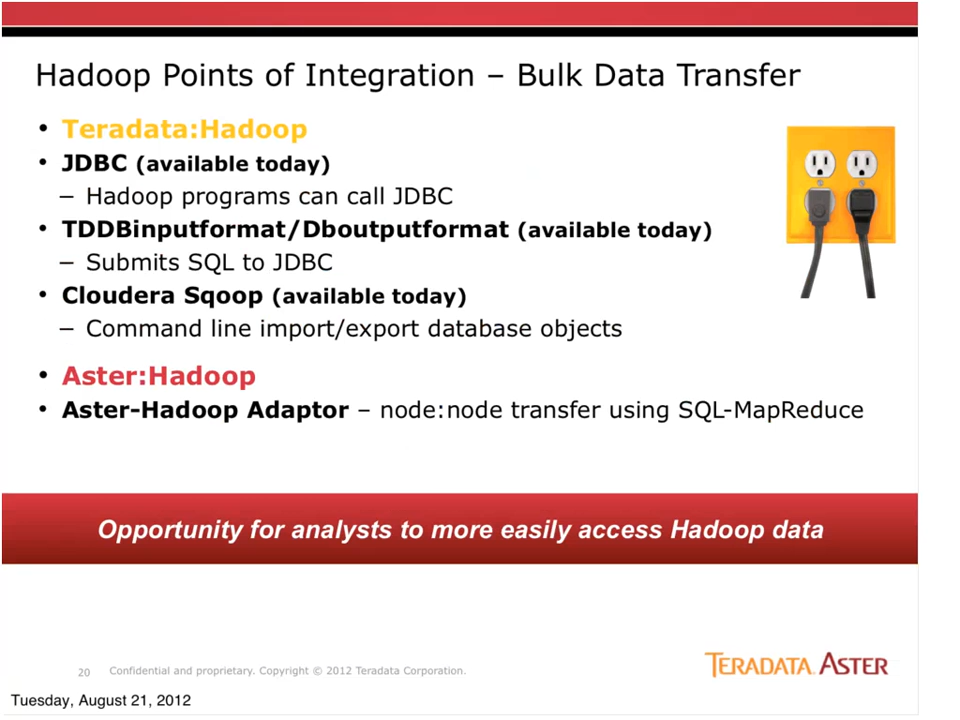 Hadoop Points of Integration – Bulk Data Transfer
• Teradata:Hadoop
• JDBC (available today)
– Hadoop programs can call JDBC
• TDDBinputformat/Dboutputformat (available today)
– Submits SQL to JDBC
• Cloudera Sqoop (available today)
– Command line import/export database objects
• Aster:Hadoop
• Aster-Hadoop Adaptor – node:node transfer using SQL-MapReduce
Opportunity for analysts to more easily access Hadoop data
20 Confidential and proprietary. Copyright © 2012 Teradata Corporation.
TERADATA ASTER
Tuesday, August 21, 2012